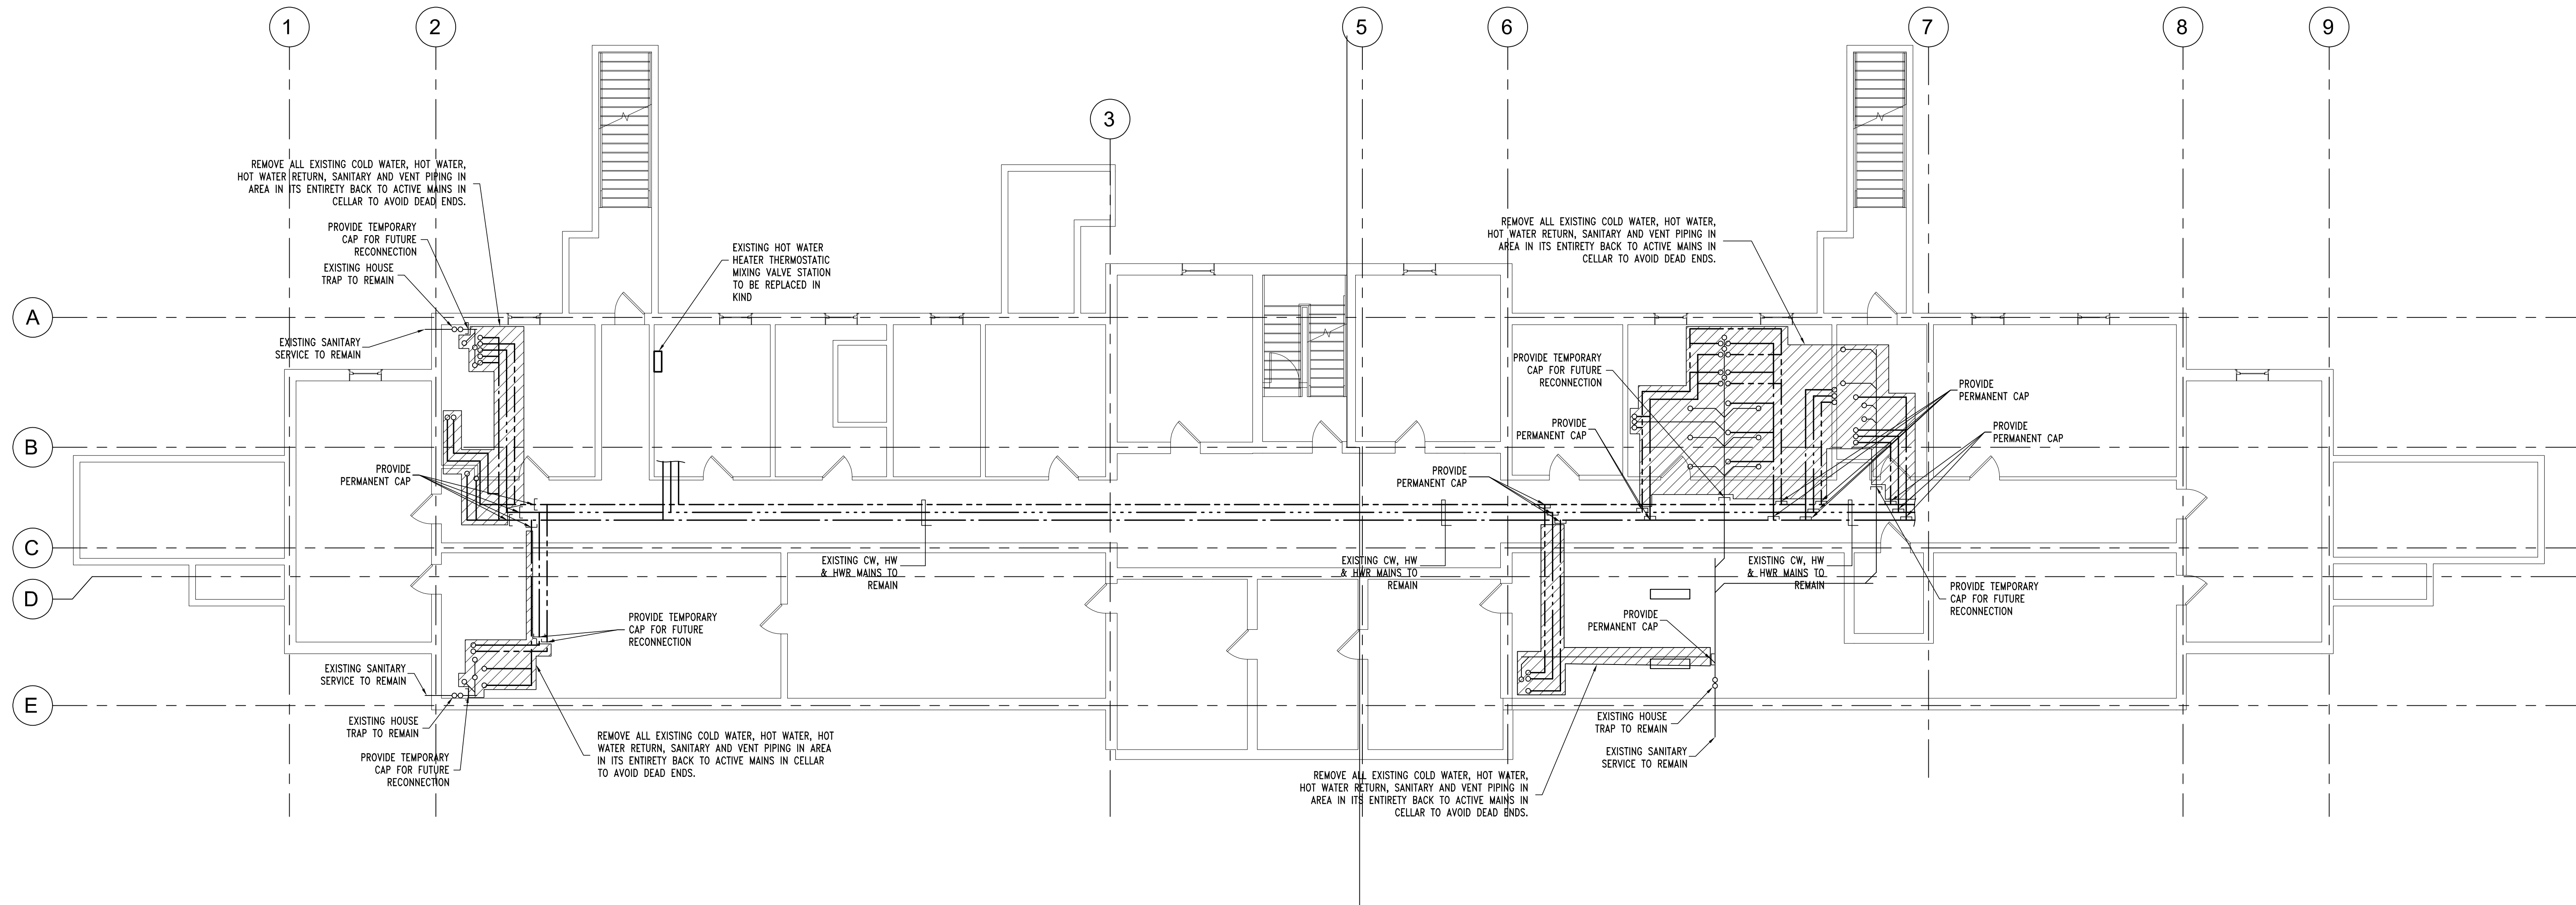 1
2
5
6
7
8
9
3
REMOVE ALL EXISTING COLD WATER, HOT WATER,
HOT WATER RETURN, SANITARY AND VENT PIPING IN
AREA IN ITS ENTIRETY BACK TO ACTIVE MAINS IN
CELLAR TO AVOID DEAD ENDS.
PROVIDE TEMPORARY
CAP FOR FUTURE
RECONNECTION
EXISTING HOUSE
TRAP TO REMAIN
EXISTING HOT WATER
HEATER THERMOSTATIC
MIXING VALVE STATION
TO BE REPLACED IN
KIND
REMOVE ALL EXISTING COLD WATER, HOT WATER,
HOT WATER RETURN, SANITARY AND VENT PIPING IN
AREA IN ITS ENTIRETY BACK TO ACTIVE MAINS IN
CELLAR TO AVOID DEAD ENDS.
A
EXISTING SANITARY
SERVICE TO REMAIN
PROVIDE TEMPORARY
CAP FOR FUTURE
RECONNECTION
PROVIDE
PERMANENT CAP
PROVIDE
PERMANENT CAP
PROVIDE
PERMANENT CAP
B
PROVIDE
PERMANENT CAP
PROVIDE
PERMANENT CAP
C
EXISTING CW, HW
& HWR MAINS TO
REMAIN
EXISTING CW, HW
& HWR MAINS TO
REMAIN
EXISTING CW, HW
& HWR MAINS TO
REMAIN
D
PROVIDE TEMPORARY
CAP FOR FUTURE
RECONNECTION
PROVIDE TEMPORARY
CAP FOR FUTURE
RECONNECTION
PROVIDE
PERMANENT CAP
EXISTING SANITARY
SERVICE TO REMAIN
E
EXISTING HOUSE
TRAP TO REMAIN
EXISTING HOUSE
TRAP TO REMAIN
REMOVE ALL EXISTING COLD WATER, HOT WATER, HOT
WATER RETURN, SANITARY AND VENT PIPING IN AREA
IN ITS ENTIRETY BACK TO ACTIVE MAINS IN CELLAR
TO AVOID DEAD ENDS.
PROVIDE TEMPORARY
CAP FOR FUTURE
RECONNECTION
EXISTING SANITARY
SERVICE TO REMAIN
REMOVE ALL EXISTING COLD WATER, HOT WATER,
HOT WATER RETURN, SANITARY AND VENT PIPING IN
AREA IN ITS ENTIRETY BACK TO ACTIVE MAINS IN
CELLAR TO AVOID DEAD ENDS.